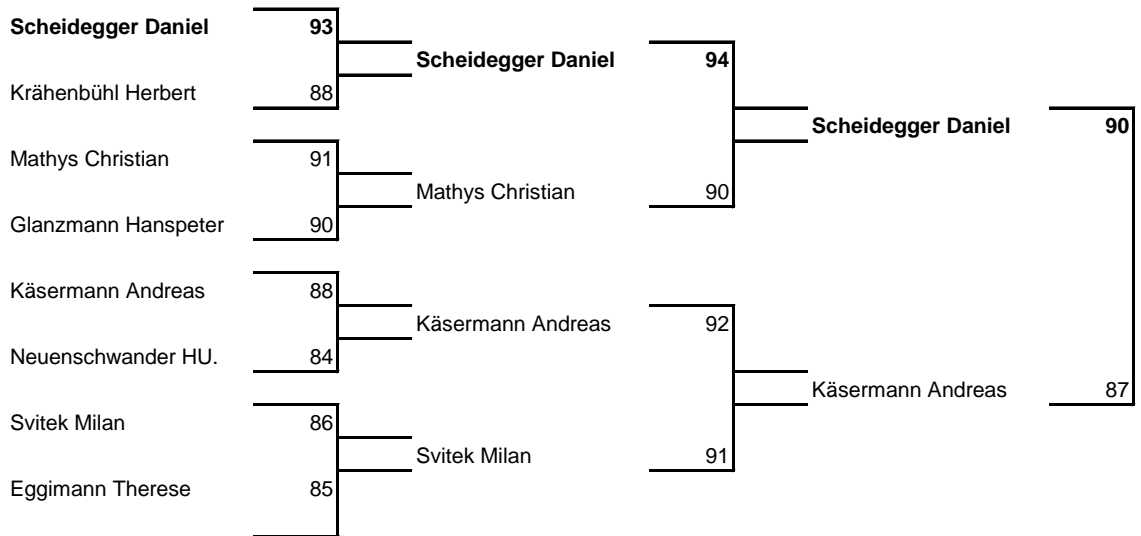 Scheidegger Daniel 93
Krähenbühl Herbert 88
Mathys Christian 91
Glanzmann Hanspeter 90
Käsermann Andreas 88
Neuenschwander HU. 84
Svitek Milan 86
Eggimann Therese 85
Scheidegger Daniel 94
Mathys Christian 90
Käsermann Andreas 92
Svitek Milan 91
Scheidegger Daniel 90
Käsermann Andreas 87